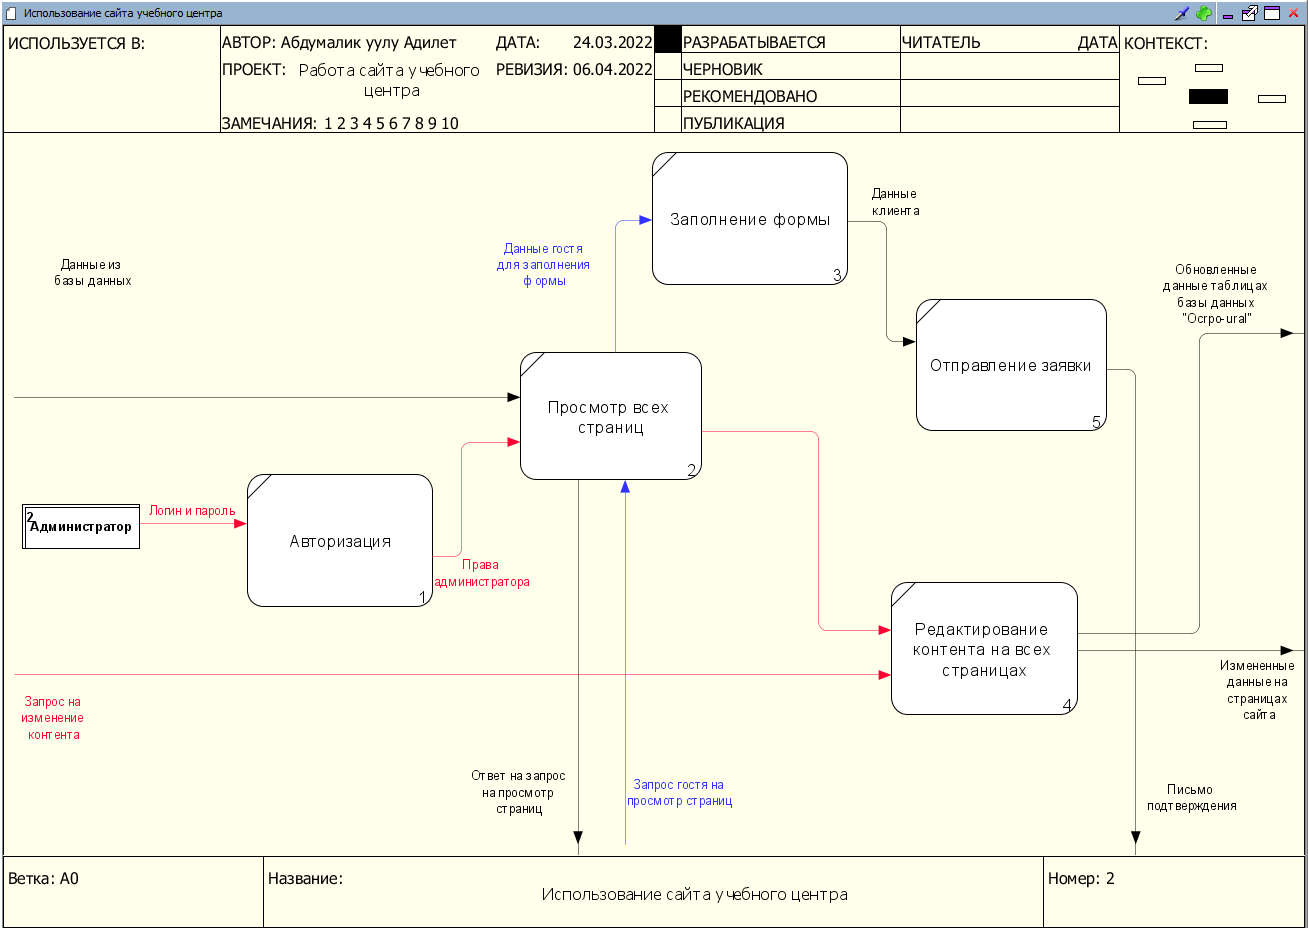 Использование сайта учебного центра
ИСПОЛЬЗУЕТСЯ В:
АВТОР: Абдумалик уулу Адилет
ДАТА: 24.03.2022
ПРОЕКТ: Работа сайта учебного
центра
РЕВИЗИЯ: 06.04.2022
ЗАМЕЧАНИЯ: 1 2 3 4 5 6 7 8 9 10
РАЗРАБАТЫВАЕТСЯ
ЧЕРНОВИК
РЕКОМЕНДОВАНО
ПУБЛИКАЦИЯ
ЧИТАТЕЛЬ
ДАТА
КОНТЕКСТ:
Заполнение формы
3
Данные
клиента
Данные гостя
для заполнения
формы
Данные из
базы данных
Обновленные
данные таблицах
базы данных
"Ocrpo-ural"
Отправление заявки
5
Просмотр всех
страниц
2
2
Администратор
Логин и пароль
Авторизация
1
Права
администратора
Редактирование
контента на всех
страницах
4
Запрос на
изменение
контента
Измененные
данные на
страницах
сайта
Ответ на запрос
на просмотр
страниц
Запрос гостя на
просмотр страниц
Письмо
подтверждения
Ветка: A0
Название:
Использование сайта учебного центра
Номер: 2